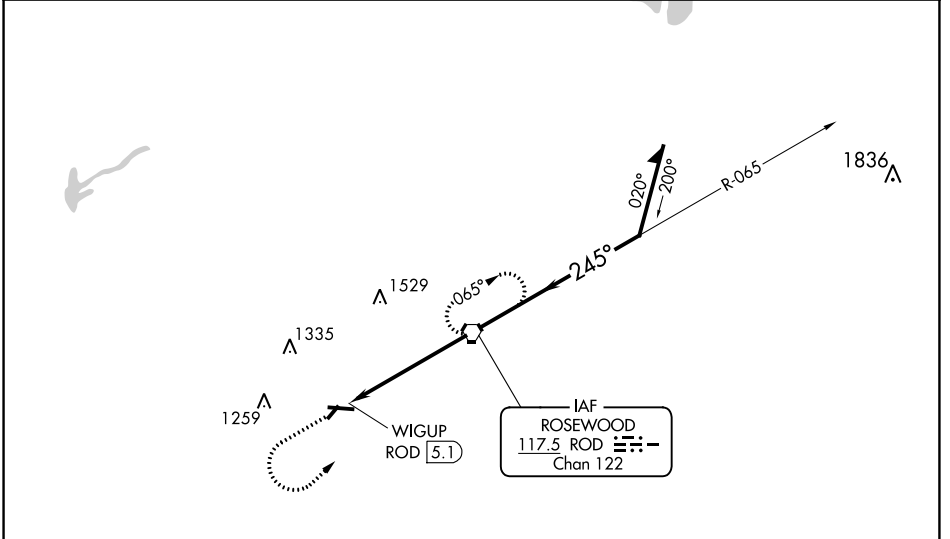 1836
R-065
020°
200°
245°
065°
1529
1335
1259
WIGUP
ROD 5.1
IAF
ROSEWOOD
117.5 ROD
Chan 122